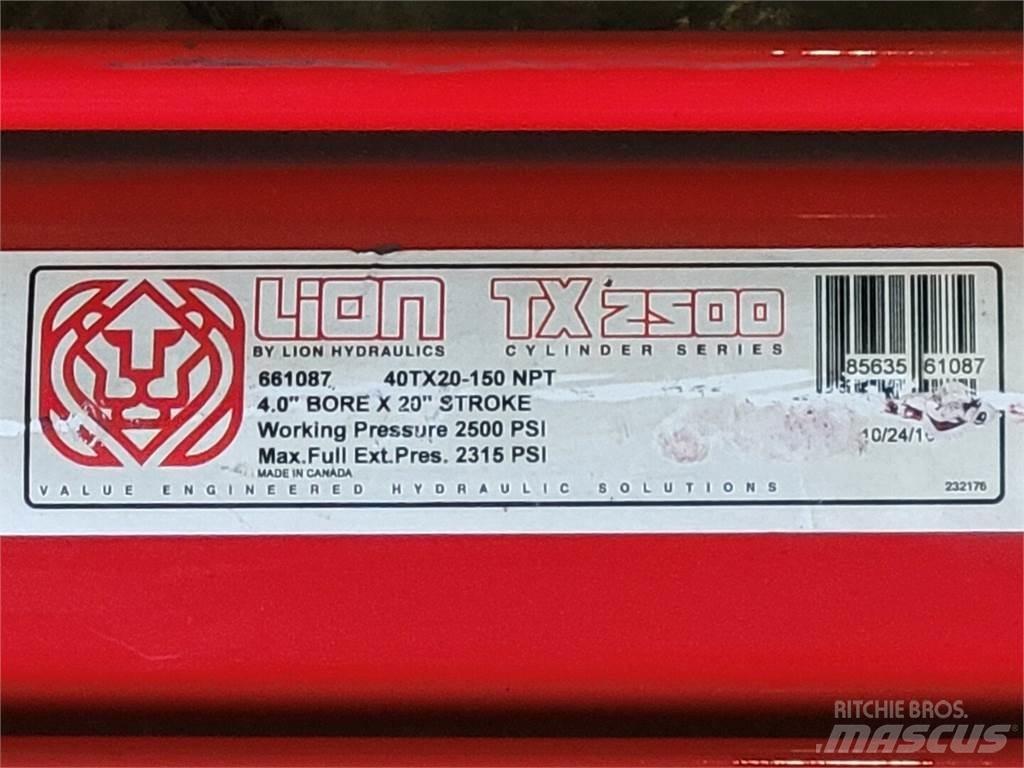 LION TX2500
BY LION HYDRAULICS CYLINDER SERIES
661087 40TX20-150 NPT
4.0" BORE X 20" STROKE
Working Pressure 2500 PSI
Max.Full Ext.Pres. 2315 PSI
MADE IN CANADA
VALUE ENGINEERED HYDRAULIC SOLUTIONS
85635 61087
232176
RITCHIE BROS.
MASCUS